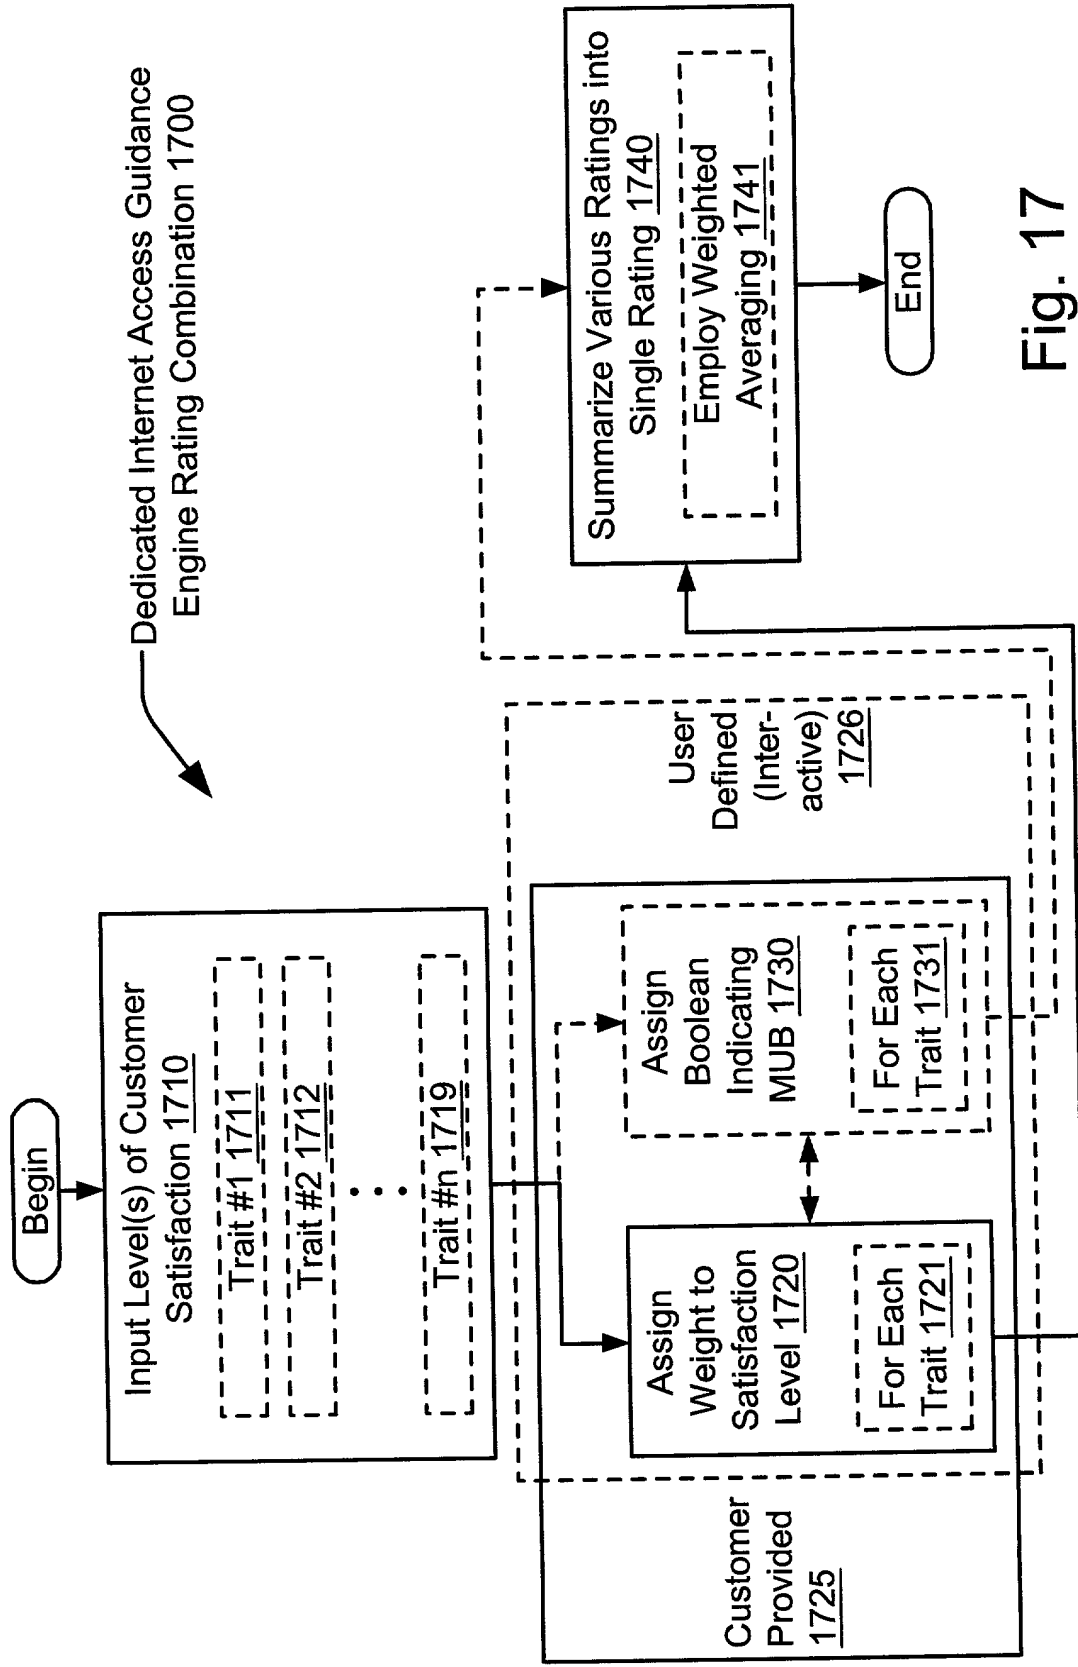 Dedicated Internet Access Guidance
Engine Rating Combination 1700
Begin
Input Level(s) of Customer
Satisfaction 1710
Trait #1 1711
Trait #2 1712
Trait #n 1719
Customer
Provided
1725
Assign
Weight to
Satisfaction
Level 1720
For Each
Trait 1721
Assign
Boolean
Indicating
MUB 1730
For Each
Trait 1731
User
Defined
(Inter-
active)
1726
Summarize Various Ratings into
Single Rating 1740
Employ Weighted
Averaging 1741
End
Fig. 17